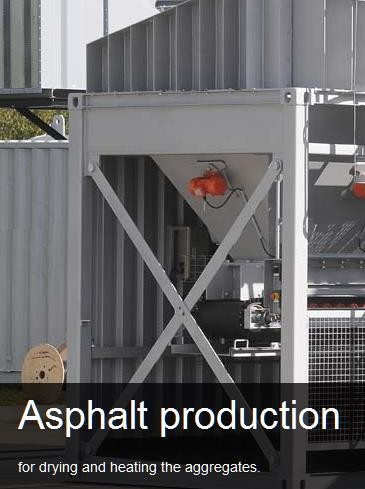 Asphalt production
for drying and heating the aggregates.